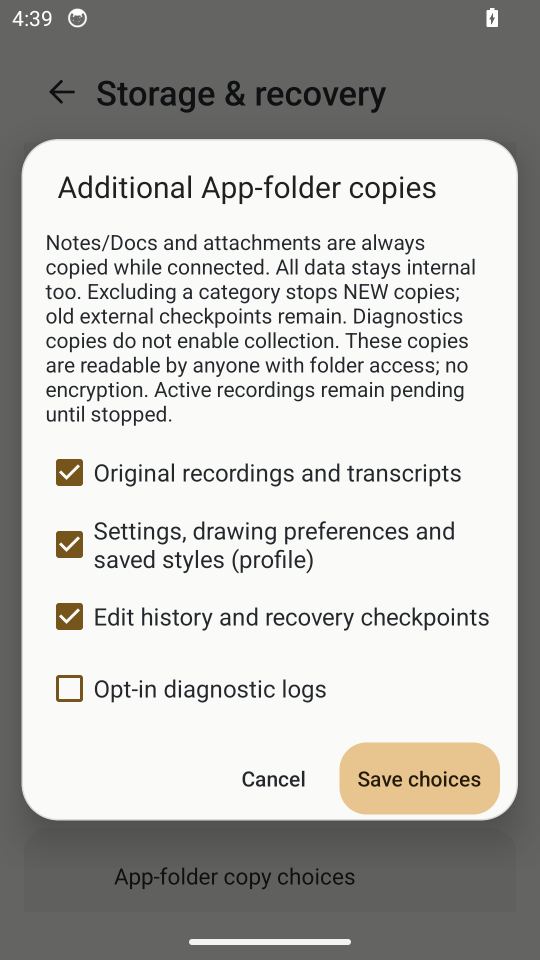 4:39
Storage & recovery
Additional App-folder copies
Notes/Docs and attachments are always
copied while connected. All data stays internal
too. Excluding a category stops NEW copies;
old external checkpoints remain. Diagnostics
copies do not enable collection. These copies
are readable by anyone with folder access; no
encryption. Active recordings remain pending
until stopped.
Original recordings and transcripts
Settings, drawing preferences and
saved styles (profile)
Edit history and recovery checkpoints
Opt-in diagnostic logs
Cancel
Save choices
App-folder copy choices